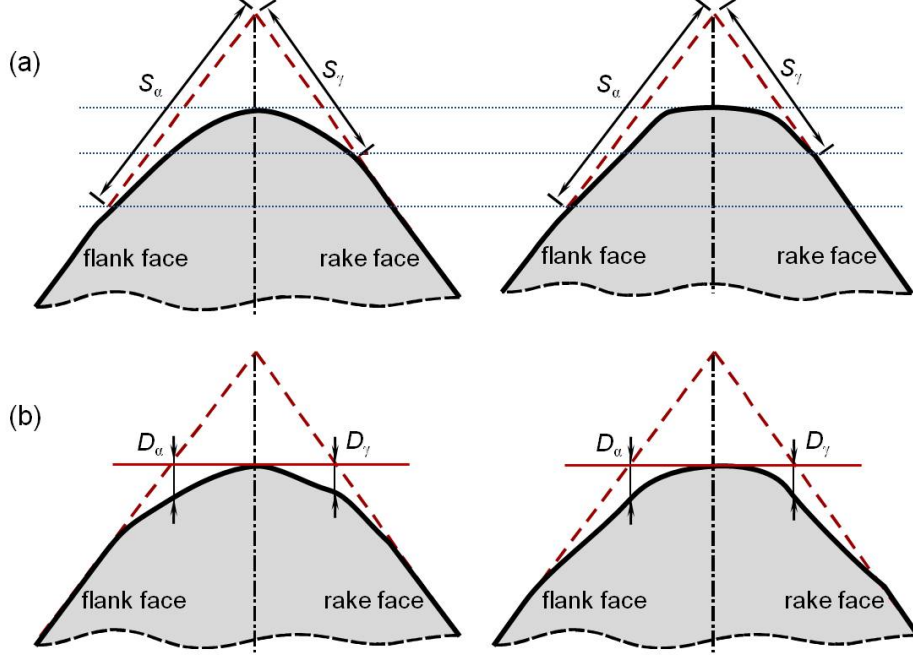 (a)
Sα Sγ Sα Sγ
flank face rake face flank face rake face
(b)
Dα Dγ Dα Dγ
flank face rake face flank face rake face